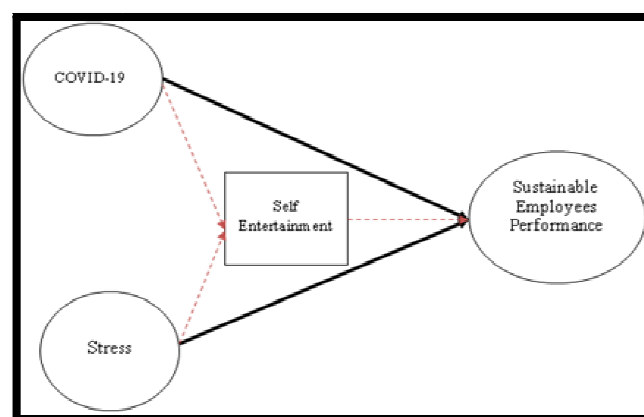 COVID-19
Self
Entertainment
Sustainable
Employees
Performance
Stress